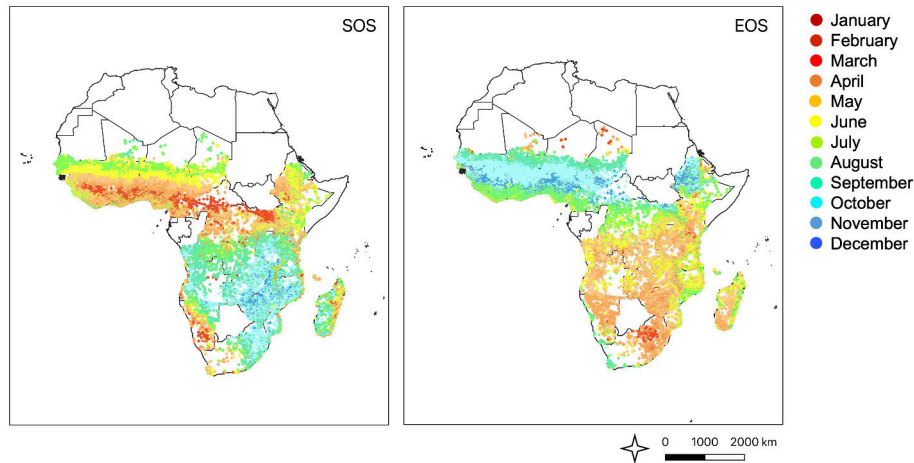 SOS
EOS
January
February
March
April
May
June
July
August
September
October
November
December
0 1000 2000 km